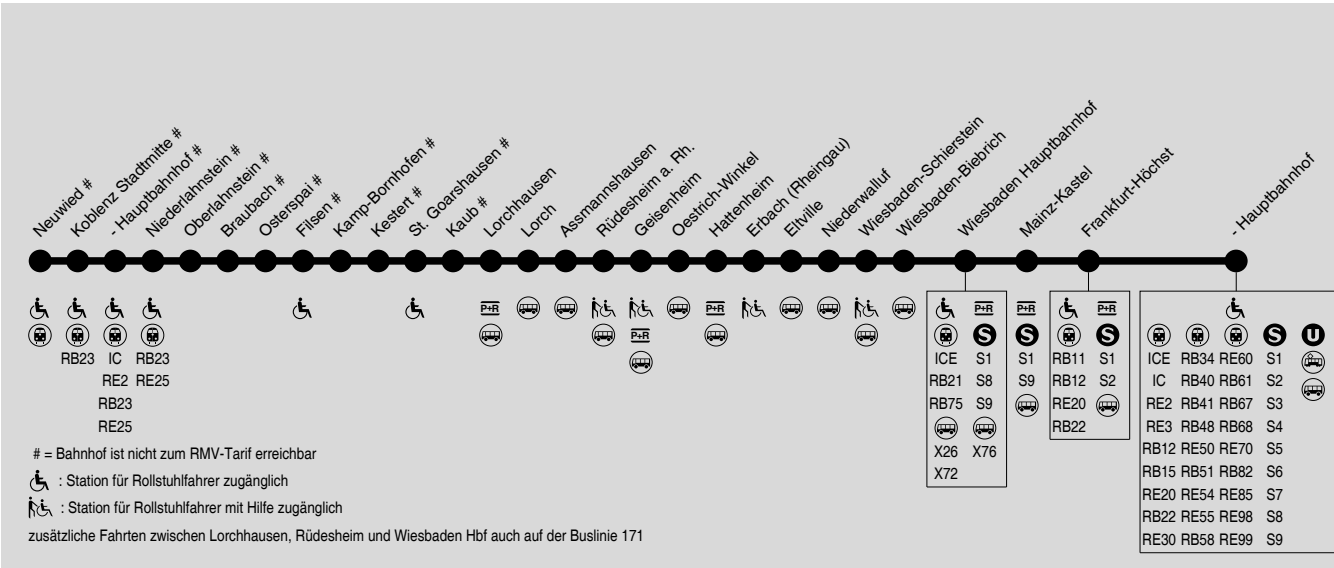 Neuwied #
Koblenz Stadtmitte #
- Hauptbahnhof #
Niederlahnstein #
Oberlahnstein #
Braubach #
Osterspai #
Filsen #
Kamp-Bornhofen #
Kestert #
St. Goarshausen #
Kaub #
Lorchhausen
Lorch
Assmannshausen
Rüdesheim a. Rh.
Geisenheim
Oestrich-Winkel
Hattenheim
Erbach (Rheingau)
Eltville
Niederwalluf
Wiesbaden-Schierstein
Wiesbaden-Biebrich
Wiesbaden Hauptbahnhof
Mainz-Kastel
Frankfurt-Höchst
- Hauptbahnhof
RB23
IC
RE2
RB23
RE25
RB23
RE25
P+R
P+R
P+R
P+R
S
ICE S1
RB21 S8
RB75 S9
X26 X76
X72
P+R
S
S1
S9
P+R
S
RB11 S1
RB12 S2
RE20
RB22
S U
ICE RB34 RE60 S1
IC RB40 RB61 S2
RE2 RB41 RB67 S3
RE3 RB48 RB68 S4
RB12 RE50 RE70 S5
RB15 RB51 RB82 S6
RE20 RE54 RE85 S7
RB22 RE55 RE98 S8
RE30 RB58 RE99 S9
# = Bahnhof ist nicht zum RMV-Tarif erreichbar
: Station für Rollstuhlfahrer zugänglich
: Station für Rollstuhlfahrer mit Hilfe zugänglich
zusätzliche Fahrten zwischen Lorchhausen, Rüdesheim und Wiesbaden Hbf auch auf der Buslinie 171